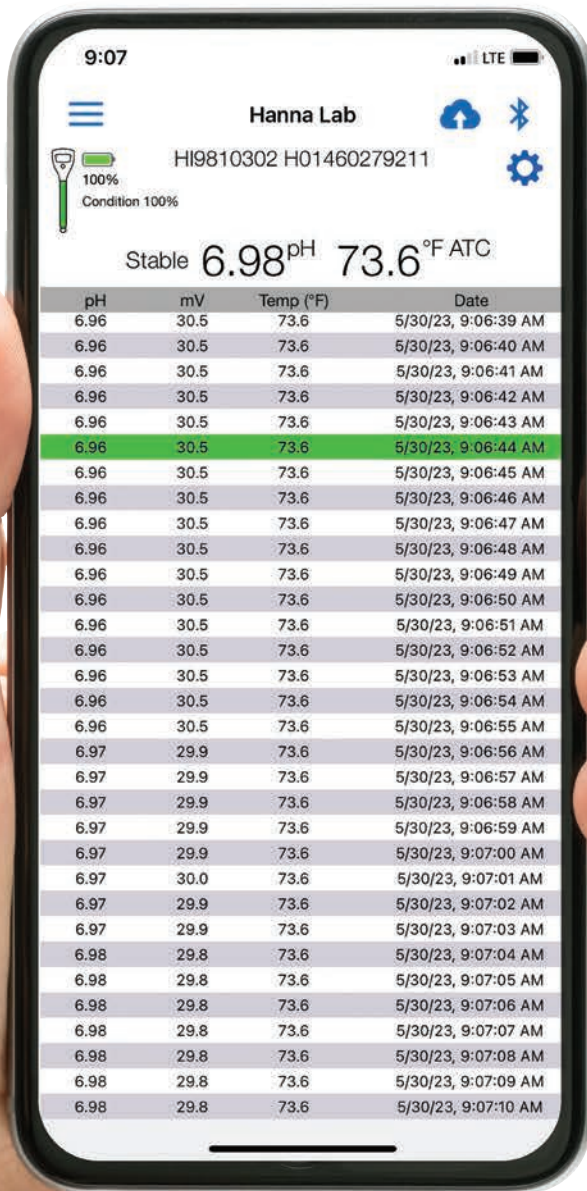 9:07 LTE
Hanna Lab
HI9810302 H01460279211
100%
Condition 100%
Stable 6.98 pH 73.6 °F ATC
pH mV Temp (°F) Date
6.96 30.5 73.6 5/30/23, 9:06:39 AM
6.96 30.5 73.6 5/30/23, 9:06:40 AM
6.96 30.5 73.6 5/30/23, 9:06:41 AM
6.96 30.5 73.6 5/30/23, 9:06:42 AM
6.96 30.5 73.6 5/30/23, 9:06:43 AM
6.96 30.5 73.6 5/30/23, 9:06:44 AM
6.96 30.5 73.6 5/30/23, 9:06:45 AM
6.96 30.5 73.6 5/30/23, 9:06:46 AM
6.96 30.5 73.6 5/30/23, 9:06:47 AM
6.96 30.5 73.6 5/30/23, 9:06:48 AM
6.96 30.5 73.6 5/30/23, 9:06:49 AM
6.96 30.5 73.6 5/30/23, 9:06:50 AM
6.96 30.5 73.6 5/30/23, 9:06:51 AM
6.96 30.5 73.6 5/30/23, 9:06:52 AM
6.96 30.5 73.6 5/30/23, 9:06:53 AM
6.96 30.5 73.6 5/30/23, 9:06:54 AM
6.96 30.5 73.6 5/30/23, 9:06:55 AM
6.97 29.9 73.6 5/30/23, 9:06:56 AM
6.97 29.9 73.6 5/30/23, 9:06:57 AM
6.97 29.9 73.6 5/30/23, 9:06:58 AM
6.97 29.9 73.6 5/30/23, 9:06:59 AM
6.97 29.9 73.6 5/30/23, 9:07:00 AM
6.97 30.0 73.6 5/30/23, 9:07:01 AM
6.97 29.9 73.6 5/30/23, 9:07:02 AM
6.97 29.9 73.6 5/30/23, 9:07:03 AM
6.98 29.8 73.6 5/30/23, 9:07:04 AM
6.98 29.8 73.6 5/30/23, 9:07:05 AM
6.98 29.8 73.6 5/30/23, 9:07:06 AM
6.98 29.8 73.6 5/30/23, 9:07:07 AM
6.98 29.8 73.6 5/30/23, 9:07:08 AM
6.98 29.8 73.6 5/30/23, 9:07:09 AM
6.98 29.8 73.6 5/30/23, 9:07:10 AM